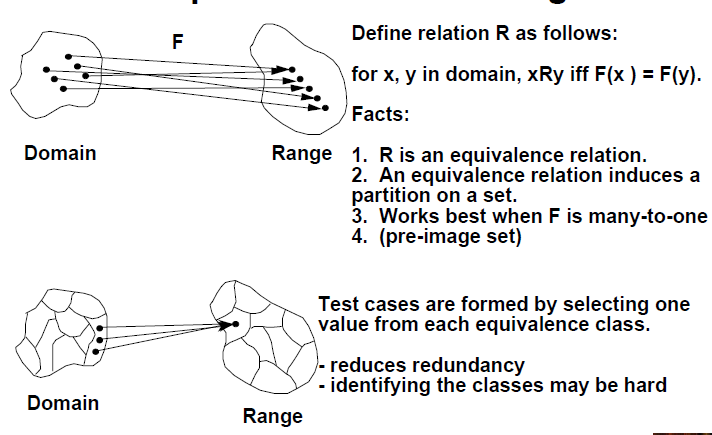 F
Define relation R as follows:
for x, y in domain, xRy iff F(x ) = F(y).
Facts:
Domain
Range
1. R is an equivalence relation.
2. An equivalence relation induces a
partition on a set.
3. Works best when F is many-to-one
4. (pre-image set)
Test cases are formed by selecting one
value from each equivalence class.
- reduces redundancy
- identifying the classes may be hard
Domain
Range